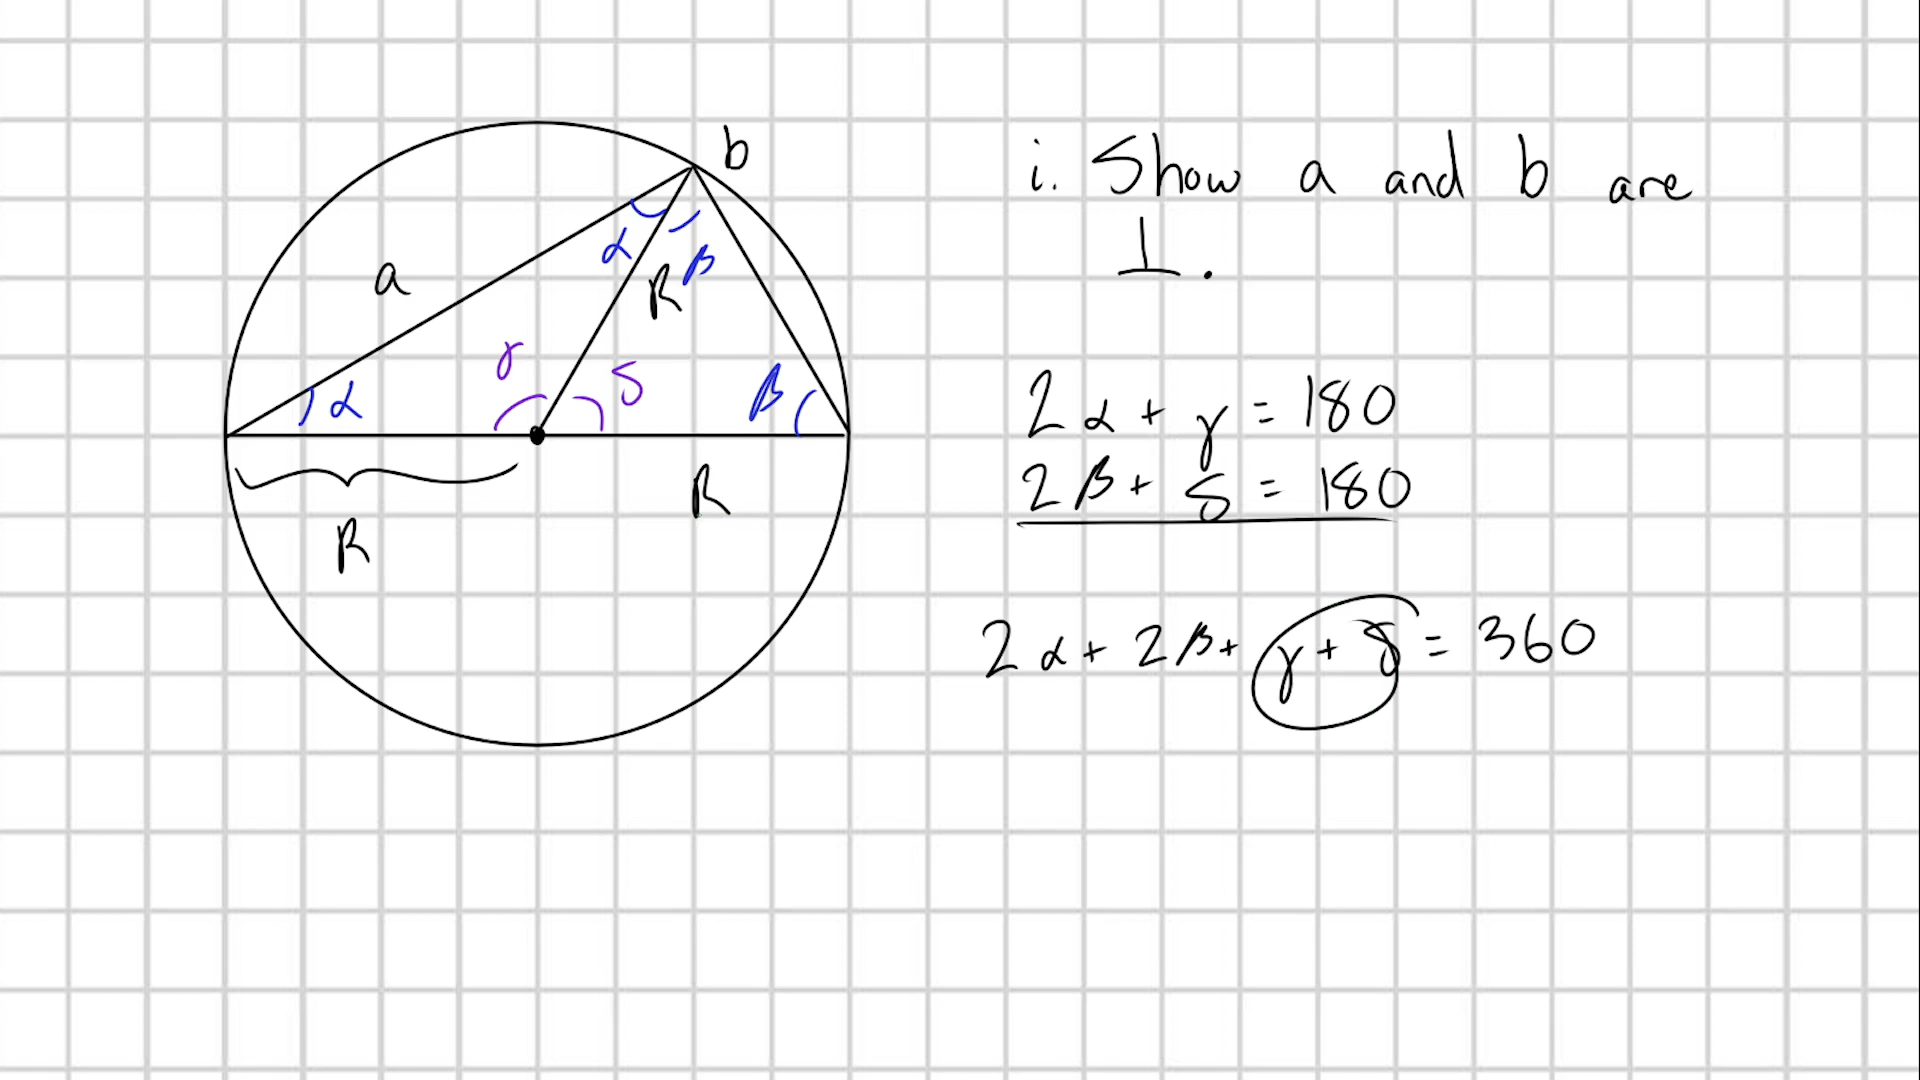 b
a
α
β
R
γ
δ
α
β
R
R
i. Show a and b are
⊥.
2α + γ = 180
2β + δ = 180
2α + 2β + γ + δ = 360